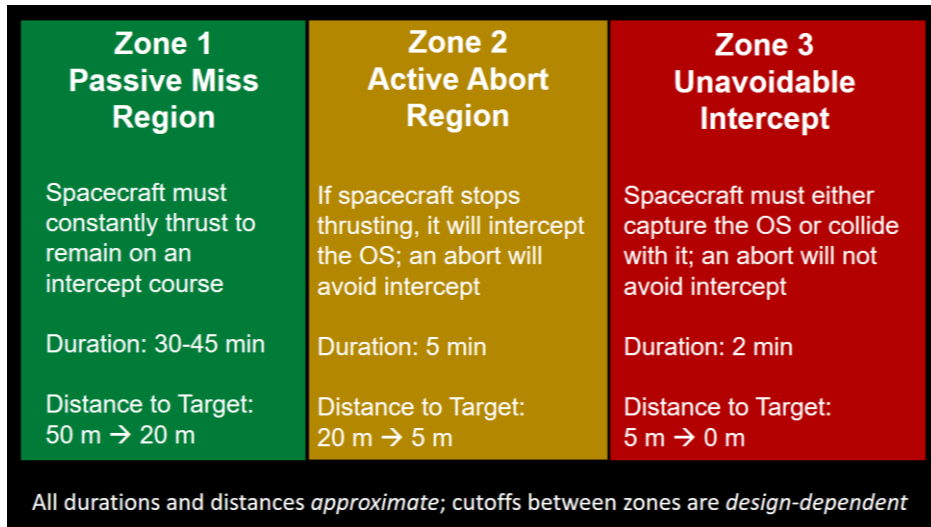 Zone 1
Passive Miss
Region
Spacecraft must
constantly thrust to
remain on an
intercept course
Duration: 30-45 min
Distance to Target:
50 m → 20 m
Zone 2
Active Abort
Region
If spacecraft stops
thrusting, it will intercept
the OS; an abort will
avoid intercept
Duration: 5 min
Distance to Target:
20 m → 5 m
Zone 3
Unavoidable
Intercept
Spacecraft must either
capture the OS or collide
with it; an abort will not
avoid intercept
Duration: 2 min
Distance to Target:
5 m → 0 m
All durations and distances approximate; cutoffs between zones are design-dependent